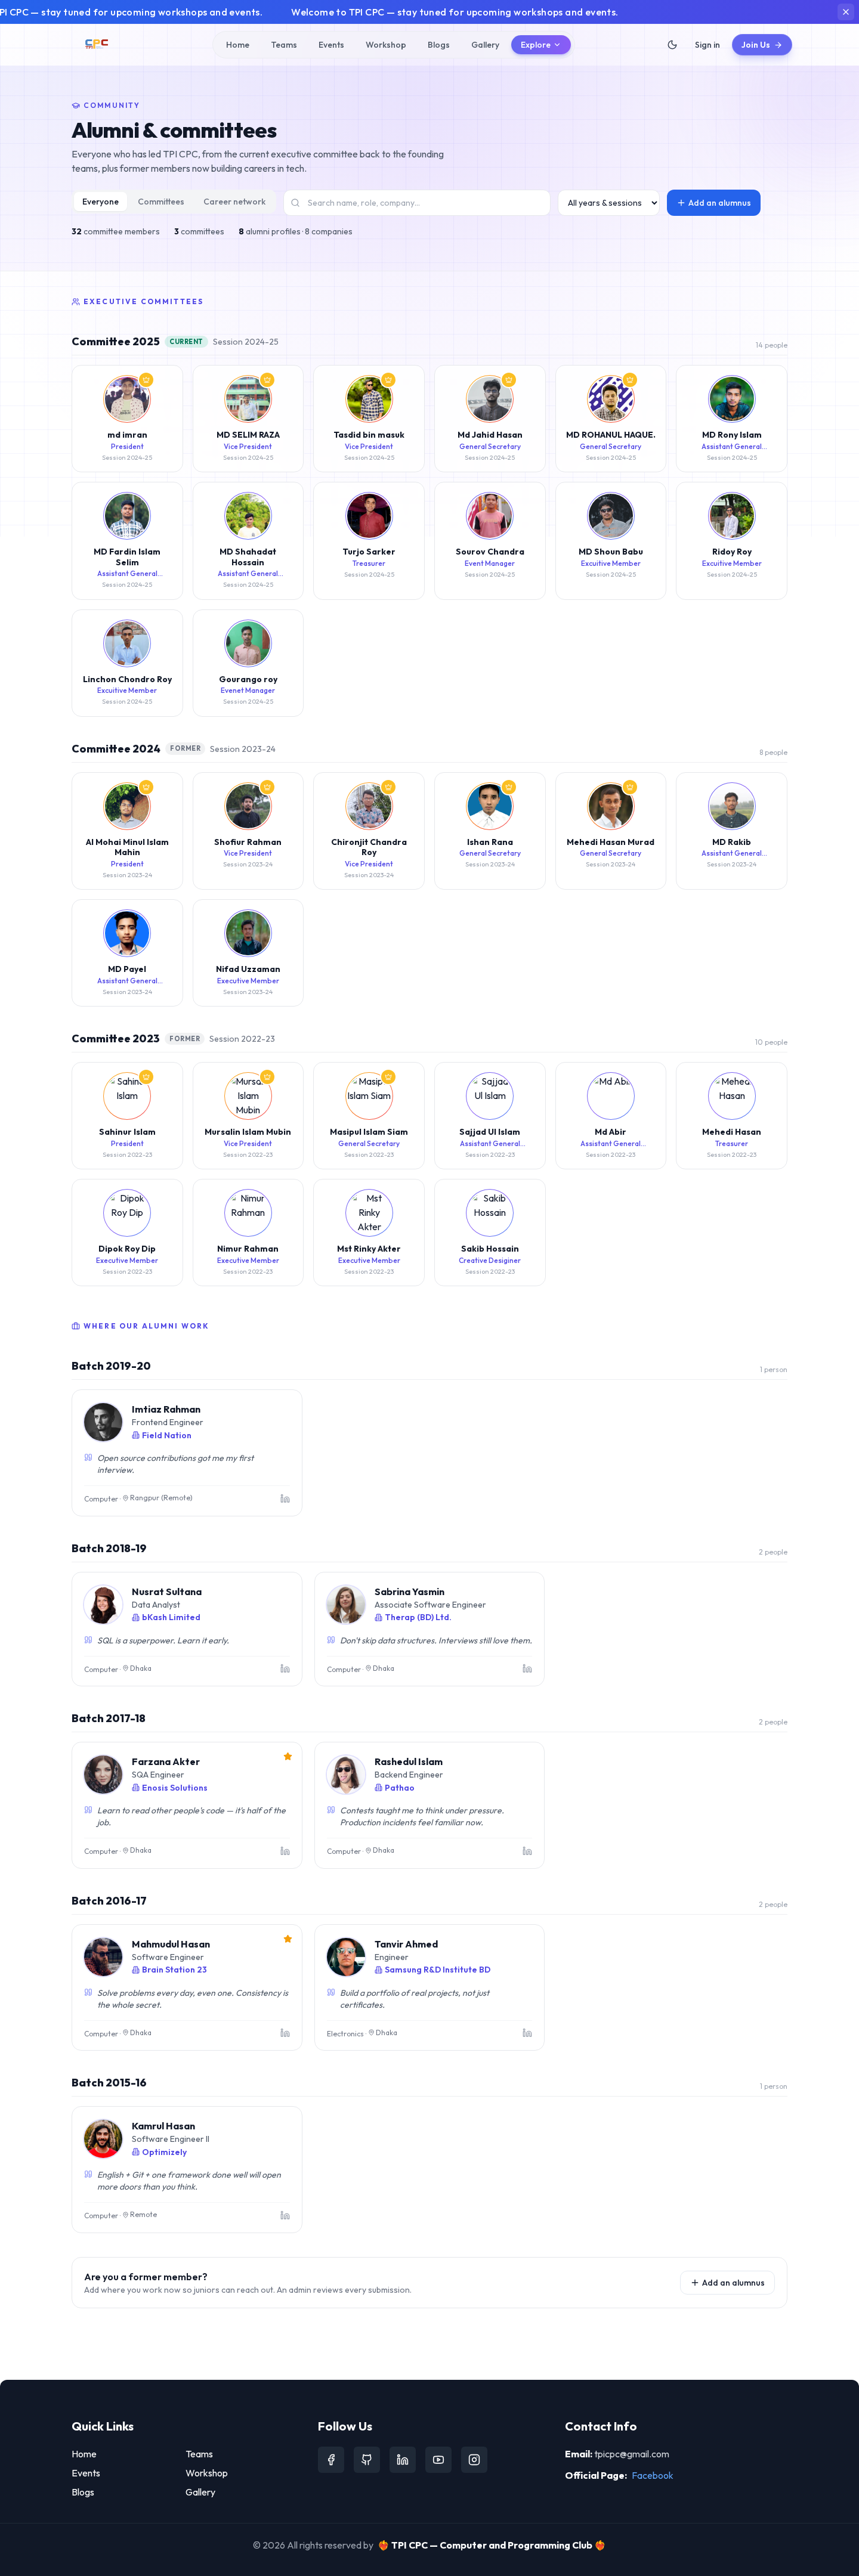 PI CPC — stay tuned for upcoming workshops and events. Welcome to TPI CPC — stay tuned for upcoming workshops and events.
CPC
Home Teams Events Workshop Blogs Gallery Explore Sign in Join Us
COMMUNITY
Alumni & committees
Everyone who has led TPI CPC, from the current executive committee back to the founding
teams, plus former members now building careers in tech.
Everyone Committees Career network Search name, role, company... All years & sessions Add an alumnus
32 committee members 3 committees 8 alumni profiles · 8 companies
EXECUTIVE COMMITTEES
Committee 2025 CURRENT Session 2024-25 14 people
md imran MD SELIM RAZA Tasdid bin masuk Md Jahid Hasan MD ROHANUL HAQUE. MD Rony Islam
President Vice President Vice President General Secretary General Secretary Assistant General...
Session 2024-25 Session 2024-25 Session 2024-25 Session 2024-25 Session 2024-25 Session 2024-25
MD Fardin Islam Selim MD Shahadat Hossain Turjo Sarker Sourov Chandra MD Shoun Babu Ridoy Roy
Assistant General... Assistant General... Treasurer Event Manager Excuitive Member Excuitive Member
Session 2024-25 Session 2024-25 Session 2024-25 Session 2024-25 Session 2024-25 Session 2024-25
Linchon Chondro Roy Gourango roy
Excuitive Member Evenet Manager
Session 2024-25 Session 2024-25
Committee 2024 FORMER Session 2023-24 8 people
Al Mohai Minul Islam Mahin Shofiur Rahman Chironjit Chandra Roy Ishan Rana Mehedi Hasan Murad MD Rakib
President Vice President Vice President General Secretary General Secretary Assistant General...
Session 2023-24 Session 2023-24 Session 2023-24 Session 2023-24 Session 2023-24 Session 2023-24
MD Payel Nifad Uzzaman
Assistant General... Executive Member
Session 2023-24 Session 2023-24
Committee 2023 FORMER Session 2022-23 10 people
Sahinur Islam Mursalin Islam Mubin Masipul Islam Siam Sajjad Ul Islam Md Abir Mehedi Hasan
Sahinur Islam Mursalin Islam Mubin Masipul Islam Siam Sajjad Ul Islam Md Abir Mehedi Hasan
President Vice President General Secretary Assistant General... Assistant General... Treasurer
Session 2022-23 Session 2022-23 Session 2022-23 Session 2022-23 Session 2022-23 Session 2022-23
Dipok Roy Dip Nimur Rahman Mst Rinky Akter Sakib Hossain
Dipok Roy Dip Nimur Rahman Mst Rinky Akter Sakib Hossain
Executive Member Executive Member Executive Member Creative Desiginer
Session 2022-23 Session 2022-23 Session 2022-23 Session 2022-23
WHERE OUR ALUMNI WORK
Batch 2019-20 1 person
Imtiaz Rahman
Frontend Engineer
Field Nation
Open source contributions got me my first
interview.
Computer · Rangpur (Remote)
Batch 2018-19 2 people
Nusrat Sultana
Data Analyst
bKash Limited
SQL is a superpower. Learn it early.
Computer · Dhaka
Sabrina Yasmin
Associate Software Engineer
Therap (BD) Ltd.
Don't skip data structures. Interviews still love them.
Computer · Dhaka
Batch 2017-18 2 people
Farzana Akter
SQA Engineer
Enosis Solutions
Learn to read other people's code — it's half of the
job.
Computer · Dhaka
Rashedul Islam
Backend Engineer
Pathao
Contests taught me to think under pressure.
Production incidents feel familiar now.
Computer · Dhaka
Batch 2016-17 2 people
Mahmudul Hasan
Software Engineer
Brain Station 23
Solve problems every day, even one. Consistency is
the whole secret.
Computer · Dhaka
Tanvir Ahmed
Engineer
Samsung R&D Institute BD
Build a portfolio of real projects, not just
certificates.
Electronics · Dhaka
Batch 2015-16 1 person
Kamrul Hasan
Software Engineer II
Optimizely
English + Git + one framework done well will open
more doors than you think.
Computer · Remote
Are you a former member?
Add where you work now so juniors can reach out. An admin reviews every submission.
Add an alumnus
Quick Links Follow Us Contact Info
Home Teams Email: tpicpc@gmail.com
Events Workshop Official Page: Facebook
Blogs Gallery
© 2026 All rights reserved by TPI CPC — Computer and Programming Club